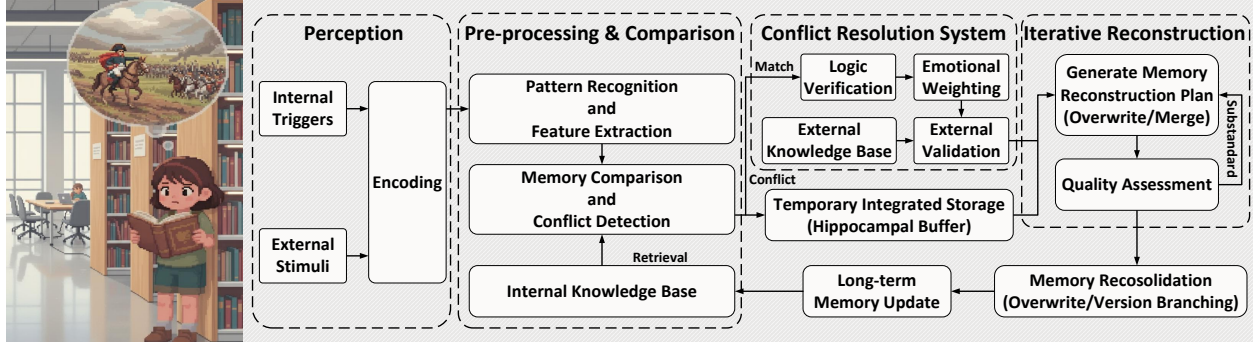 Perception
Internal
Triggers
External
Stimuli
Encoding
Pre-processing & Comparison
Pattern Recognition
and
Feature Extraction
Memory Comparison
and
Conflict Detection
Retrieval
Internal Knowledge Base
Conflict Resolution System
Match
Logic
Verification
Emotional
Weighting
External
Knowledge Base
External
Validation
Conflict
Temporary Integrated Storage
(Hippocampal Buffer)
Iterative Reconstruction
Generate Memory
Reconstruction Plan
(Overwrite/Merge)
Substandard
Quality Assessment
Memory Recosolidation
(Overwrite/Version Branching)
Long-term
Memory Update